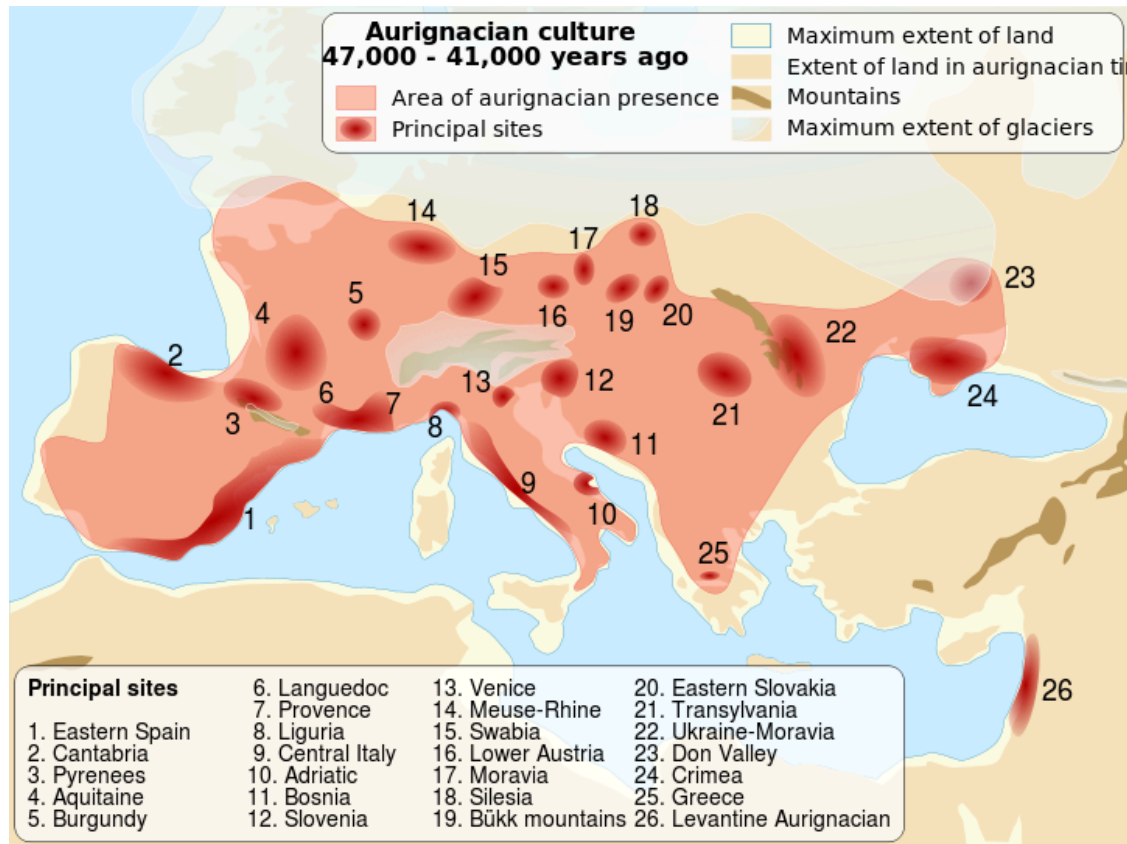 Aurignacian culture
47,000 - 41,000 years ago
Area of aurignacian presence
Principal sites
Maximum extent of land
Extent of land in aurignacian ti
Mountains
Maximum extent of glaciers
14
18
17
15
23
5
4
16
19
20
22
2
13
12
24
6
7
21
3
8
11
9
1
10
25
26
Principal sites
1. Eastern Spain
2. Cantabria
3. Pyrenees
4. Aquitaine
5. Burgundy
6. Languedoc
7. Provence
8. Liguria
9. Central Italy
10. Adriatic
11. Bosnia
12. Slovenia
13. Venice
14. Meuse-Rhine
15. Swabia
16. Lower Austria
17. Moravia
18. Silesia
19. Bükk mountains
20. Eastern Slovakia
21. Transylvania
22. Ukraine-Moravia
23. Don Valley
24. Crimea
25. Greece
26. Levantine Aurignacian